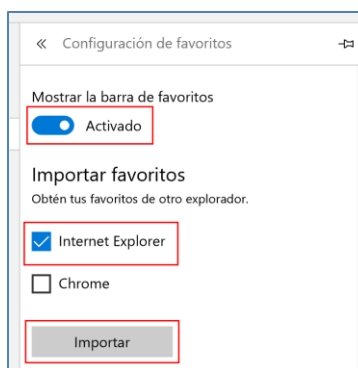 Configuración de favoritos
Mostrar la barra de favoritos
Activado
Importar favoritos
Obtén tus favoritos de otro explorador.
Internet Explorer
Chrome
Importar